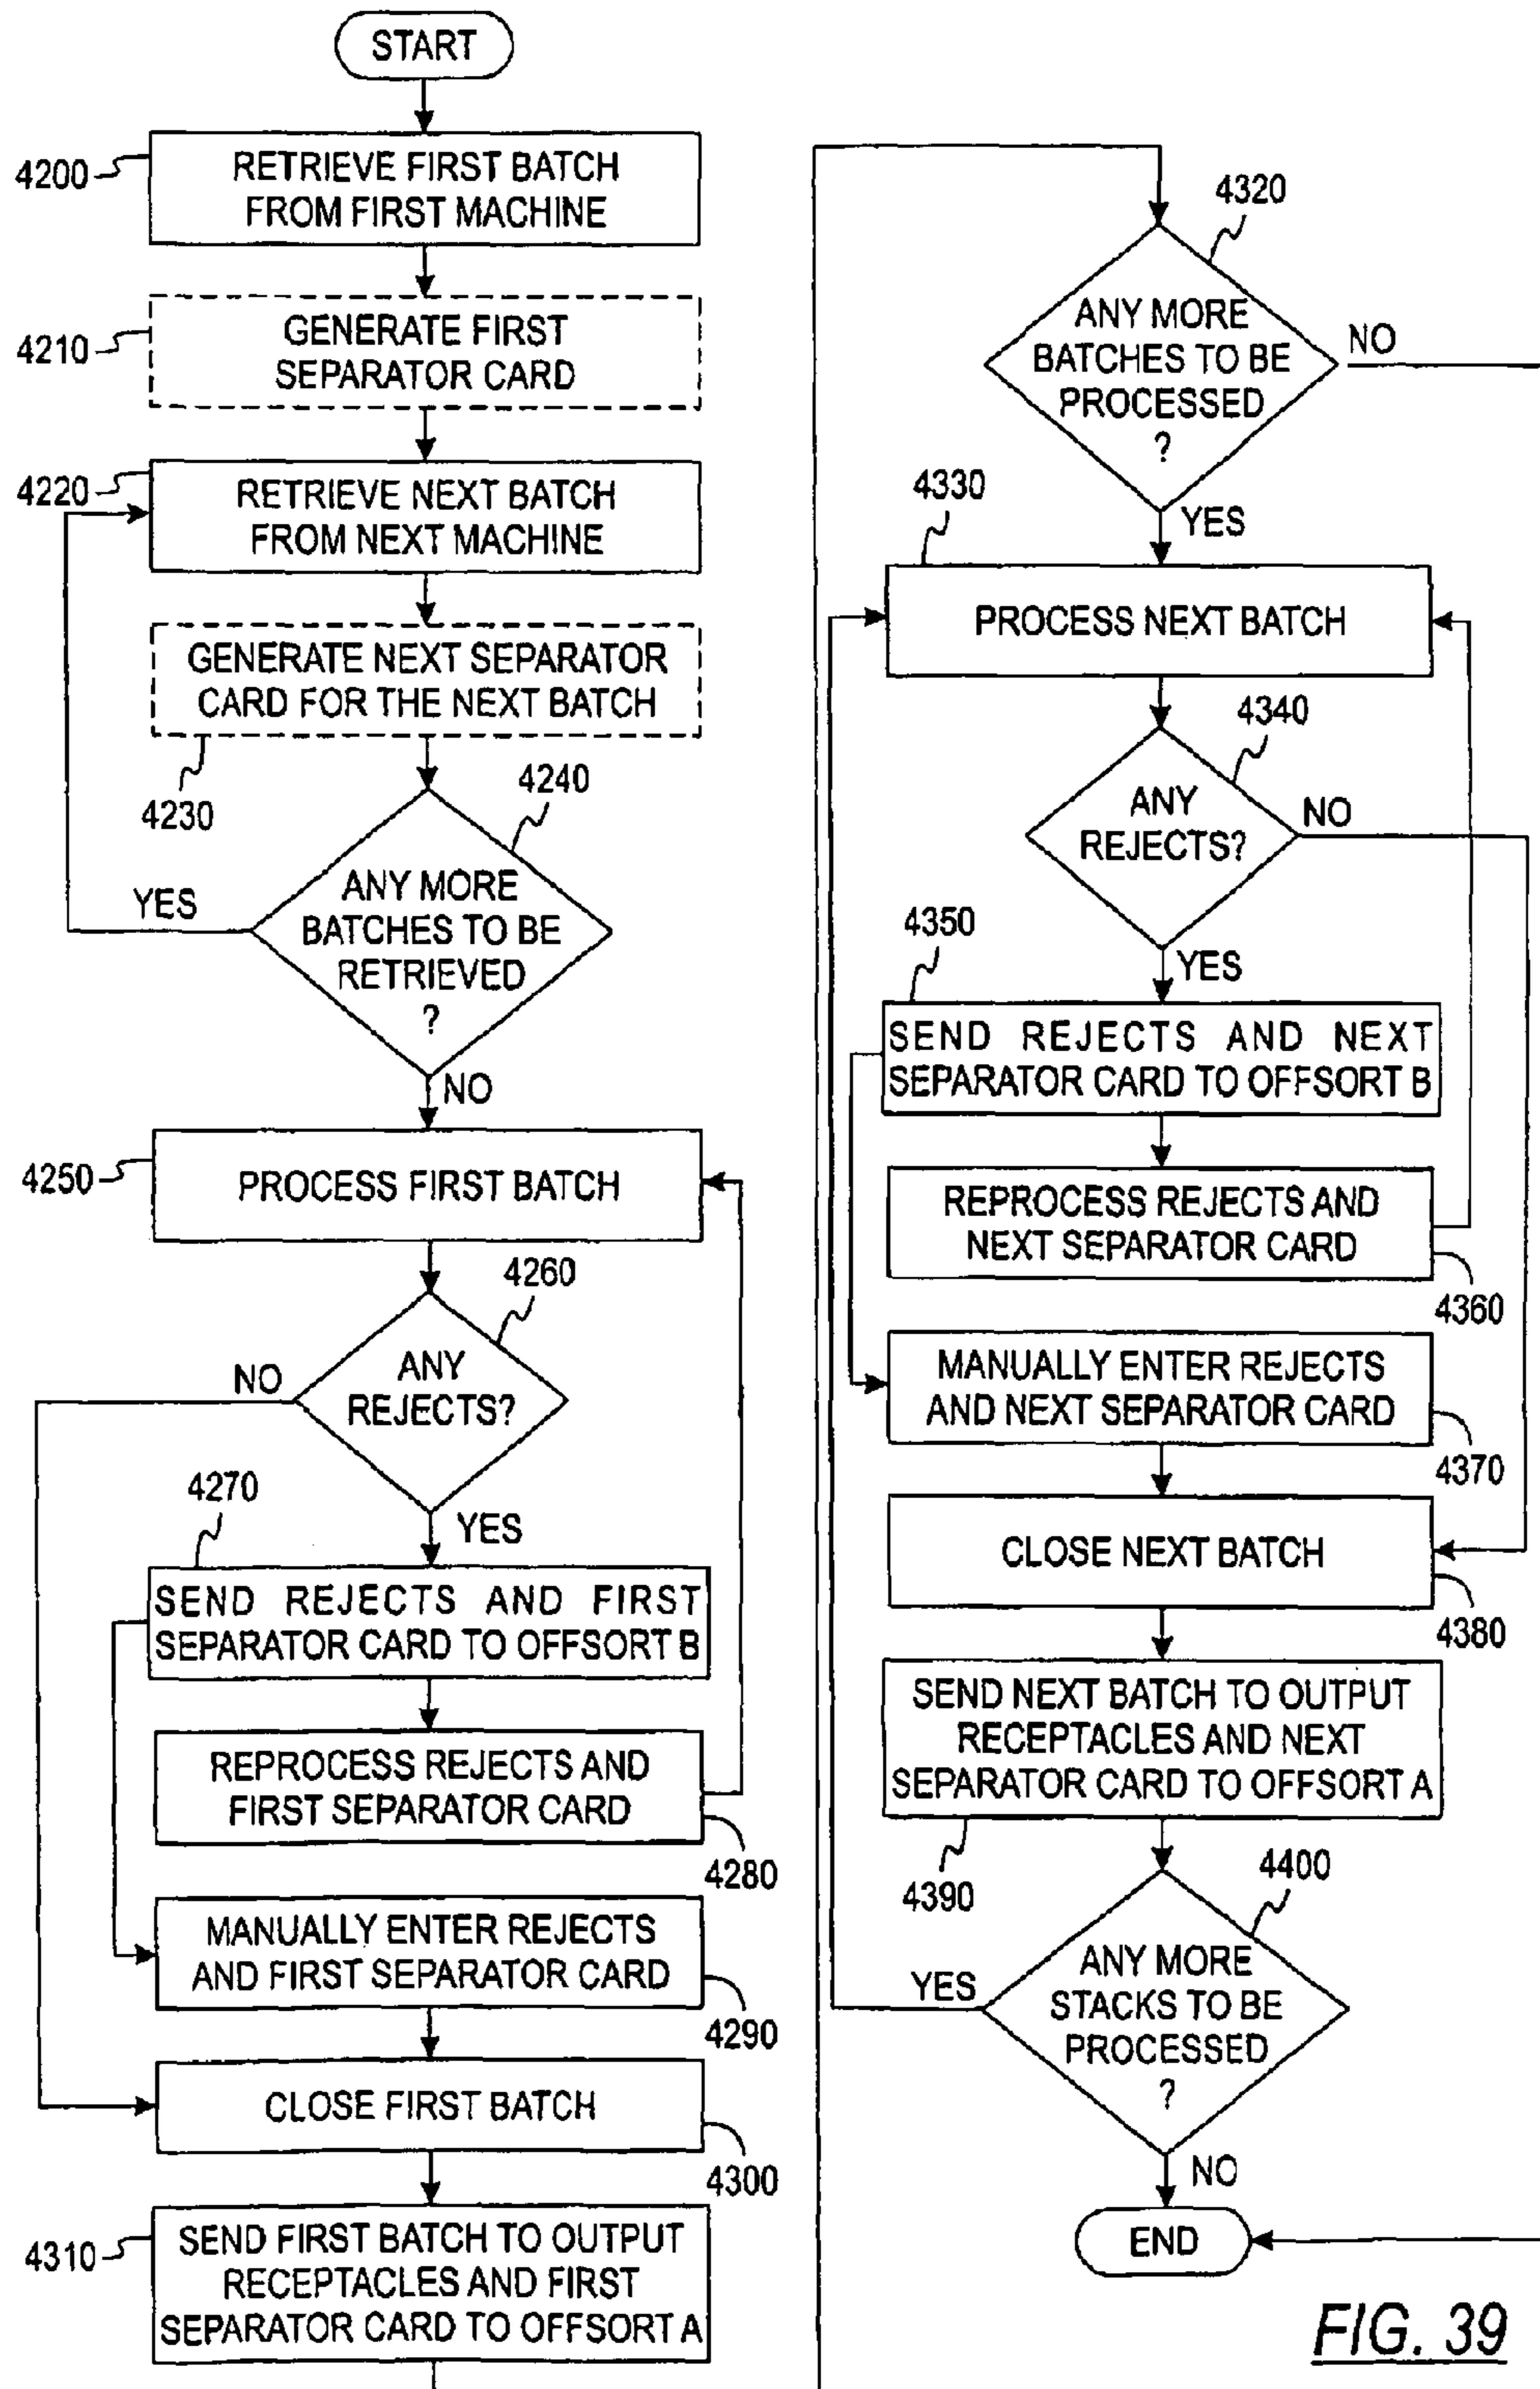 START
4200
RETRIEVE FIRST BATCH
FROM FIRST MACHINE
4210
GENERATE FIRST
SEPARATOR CARD
4220
RETRIEVE NEXT BATCH
FROM NEXT MACHINE
GENERATE NEXT SEPARATOR
CARD FOR THE NEXT BATCH
4230
4240
YES
ANY MORE
BATCHES TO BE
RETRIEVED
?
NO
4250
PROCESS FIRST BATCH
4260
NO
ANY
REJECTS?
4270
YES
SEND REJECTS AND FIRST
SEPARATOR CARD TO OFFSORT B
REPROCESS REJECTS AND
FIRST SEPARATOR CARD
4280
MANUALLY ENTER REJECTS
AND FIRST SEPARATOR CARD
4290
CLOSE FIRST BATCH
4300
4310
SEND FIRST BATCH TO OUTPUT
RECEPTACLES AND FIRST
SEPARATOR CARD TO OFFSORT A
4320
ANY MORE
BATCHES TO BE
PROCESSED
?
NO
4330
YES
PROCESS NEXT BATCH
4340
ANY
REJECTS?
NO
4350
YES
SEND REJECTS AND NEXT
SEPARATOR CARD TO OFFSORT B
REPROCESS REJECTS AND
NEXT SEPARATOR CARD
4360
MANUALLY ENTER REJECTS
AND NEXT SEPARATOR CARD
4370
CLOSE NEXT BATCH
4380
SEND NEXT BATCH TO OUTPUT
RECEPTACLES AND NEXT
SEPARATOR CARD TO OFFSORT A
4390
4400
YES
ANY MORE
STACKS TO BE
PROCESSED
?
NO
END
FIG. 39